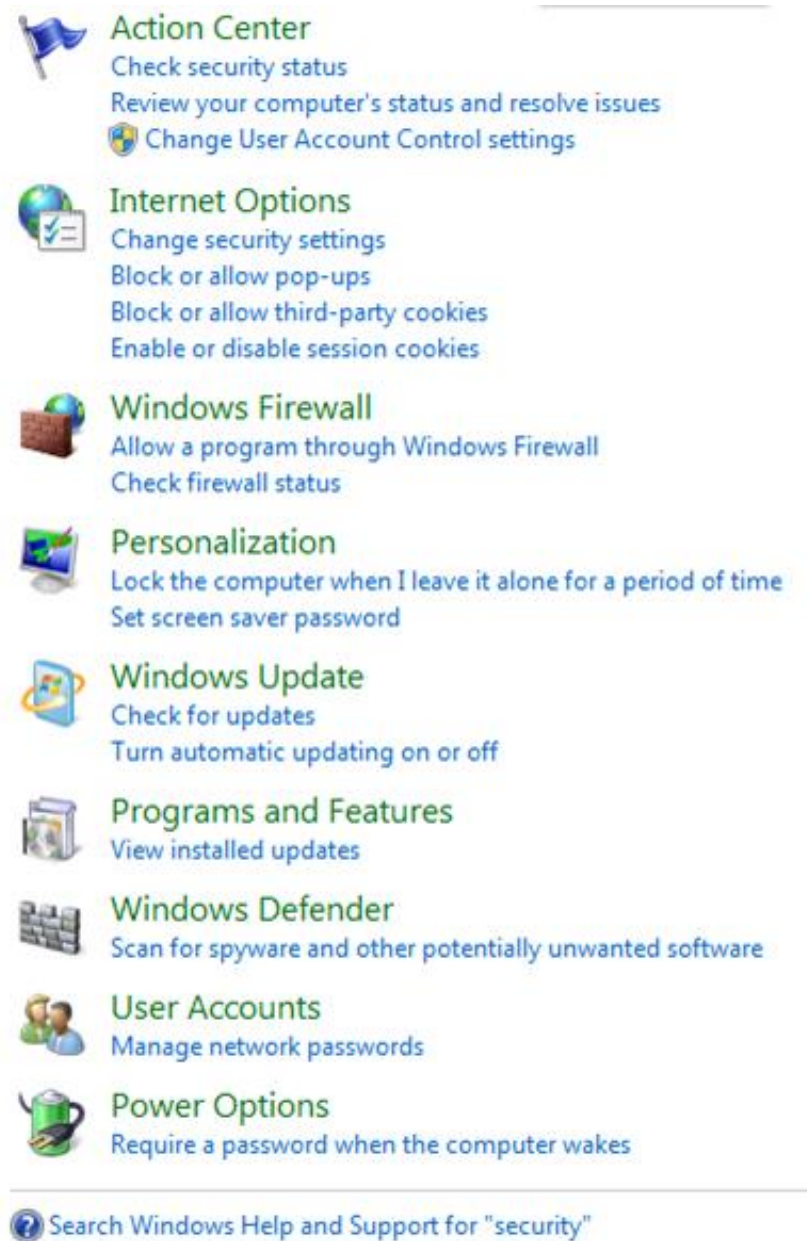 Action Center
Check security status
Review your computer's status and resolve issues
Change User Account Control settings
Internet Options
Change security settings
Block or allow pop-ups
Block or allow third-party cookies
Enable or disable session cookies
Windows Firewall
Allow a program through Windows Firewall
Check firewall status
Personalization
Lock the computer when I leave it alone for a period of time
Set screen saver password
Windows Update
Check for updates
Turn automatic updating on or off
Programs and Features
View installed updates
Windows Defender
Scan for spyware and other potentially unwanted software
User Accounts
Manage network passwords
Power Options
Require a password when the computer wakes
Search Windows Help and Support for "security"